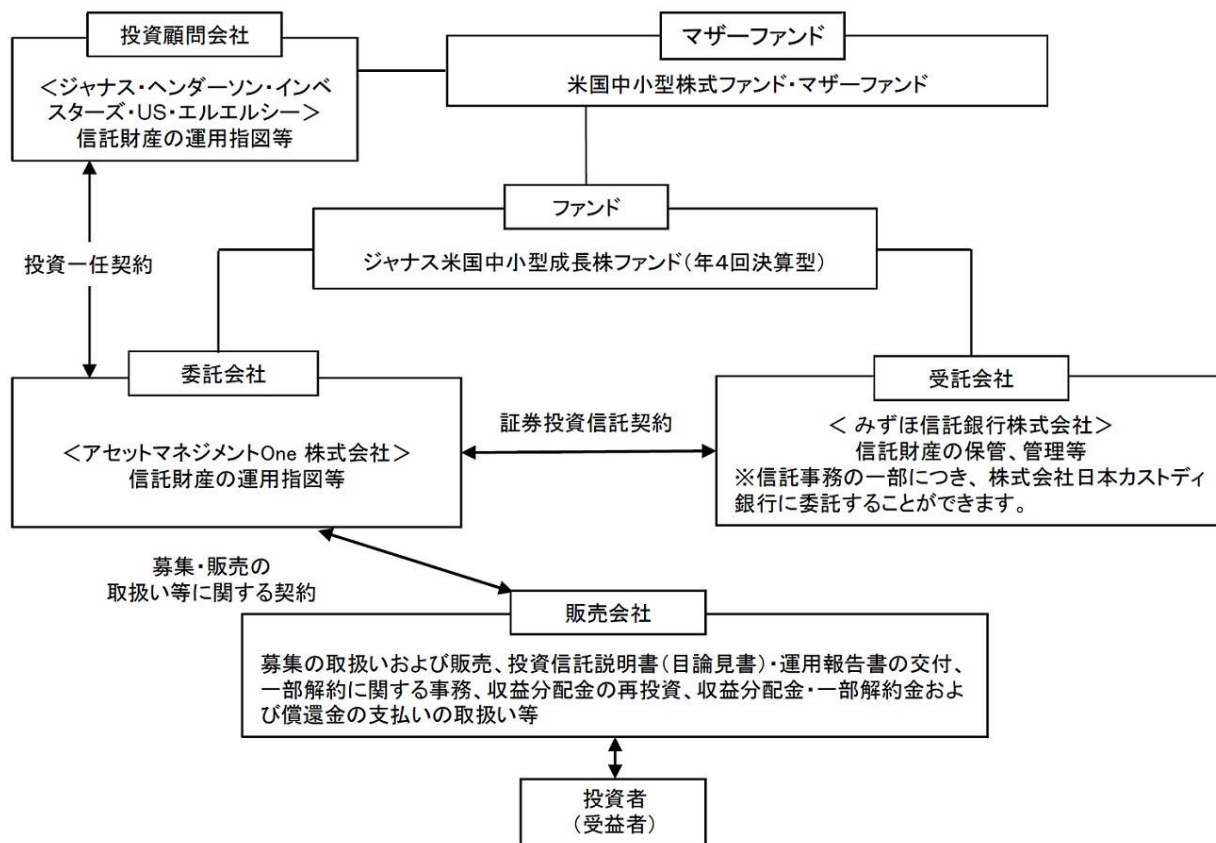 投資顧問会社
<ジャナス・ヘンダーソン・インベ
スターズ・US・エルエルシー>
信託財産の運用指図等
マザーファンド
米国中小型株式ファンド・マザーファンド
ファンド
ジャナス米国中小型成長株ファンド(年4回決算型)
投資一任契約
委託会社
<アセットマネジメントOne 株式会社>
信託財産の運用指図等
証券投資信託契約
受託会社
< みずほ信託銀行株式会社>
信託財産の保管、管理等
※信託事務の一部につき、株式会社日本カストディ
銀行に委託することができます。
募集・販売の
取扱い等に関する契約
販売会社
募集の取扱いおよび販売、投資信託説明書(目論見書)・運用報告書の交付、
一部解約に関する事務、収益分配金の再投資、収益分配金・一部解約金およ
び償還金の支払いの取扱い等
投資者
(受益者)